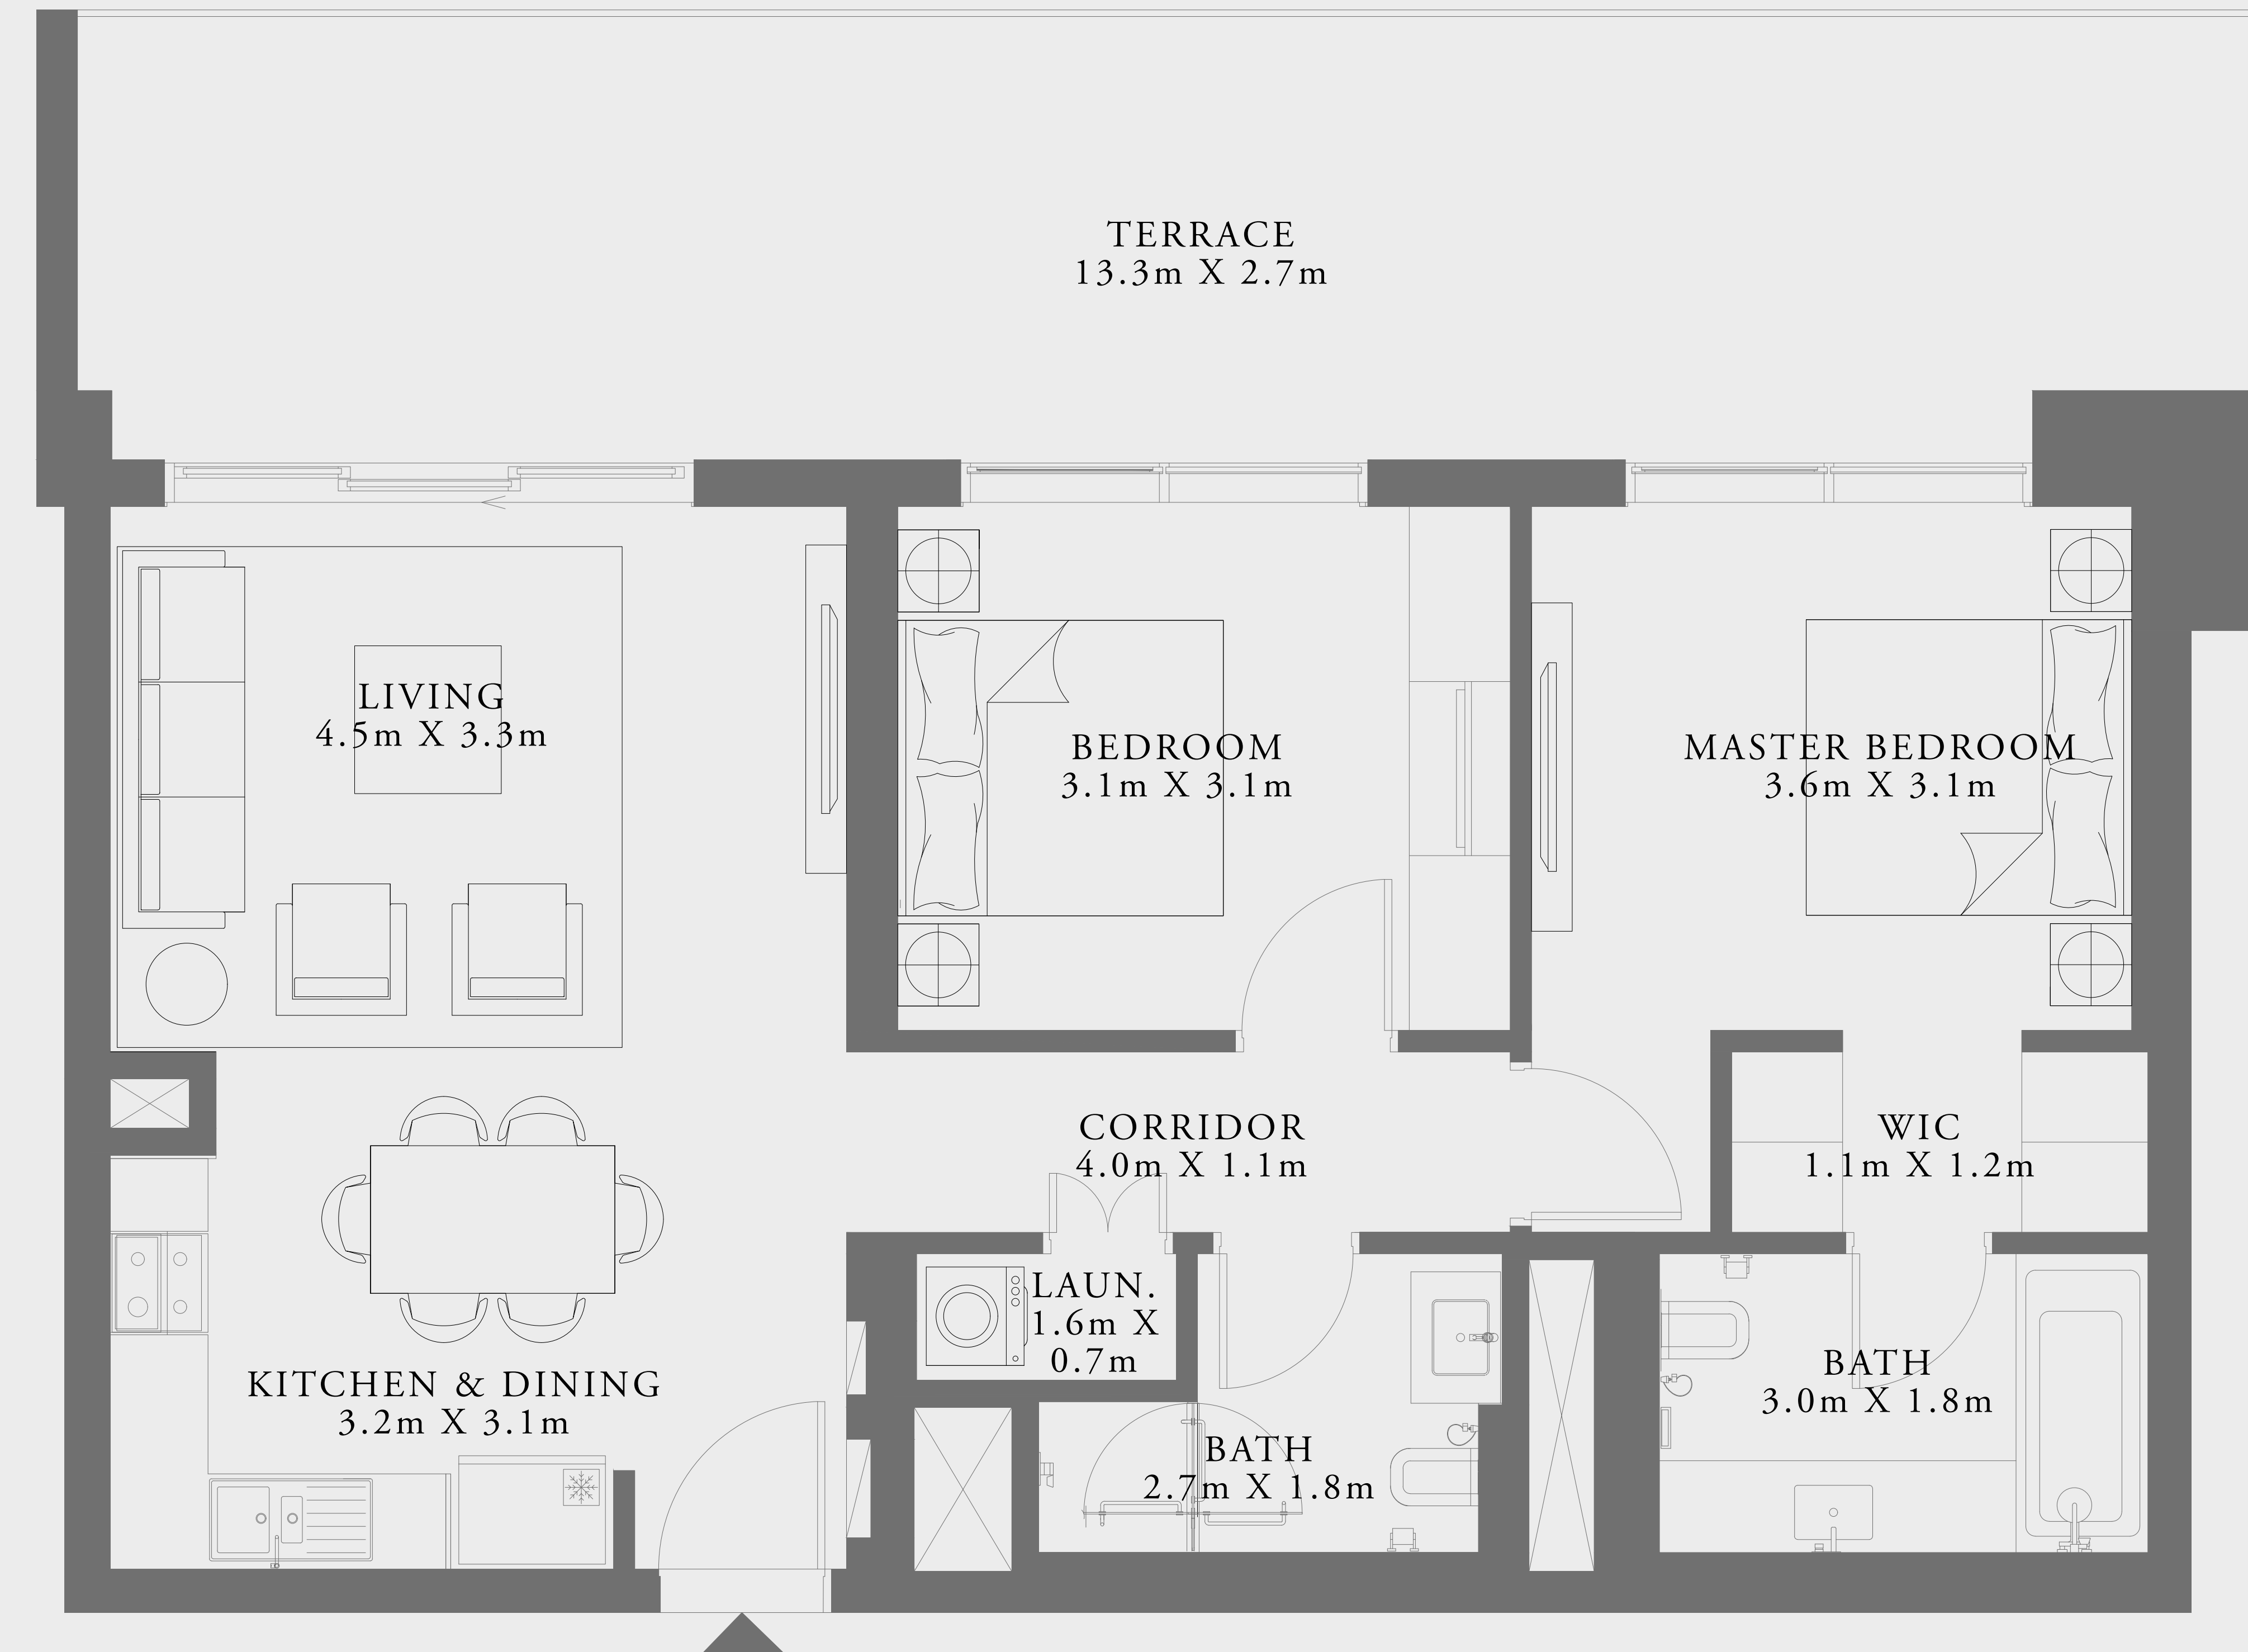 TERRACE
13.3m X 2.7m
LIVING
4.5m X 3.3m
BEDROOM
3.1m X 3.1m
MASTER BEDROOM
3.6m X 3.1m
CORRIDOR
4.0m X 1.1m
WIC
1.1m X 1.2m
LAUN.
1.6m X
0.7m
KITCHEN & DINING
3.2m X 3.1m
BATH
2.7m X 1.8m
BATH
3.0m X 1.8m